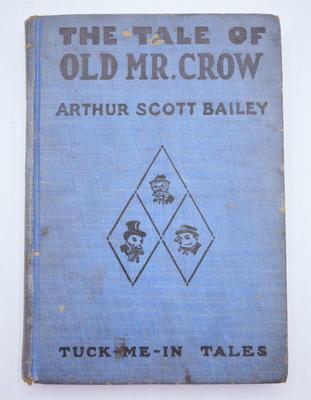 THE TALE OF
OLD MR. CROW
ARTHUR SCOTT BAILEY
TUCK-ME-IN TALES